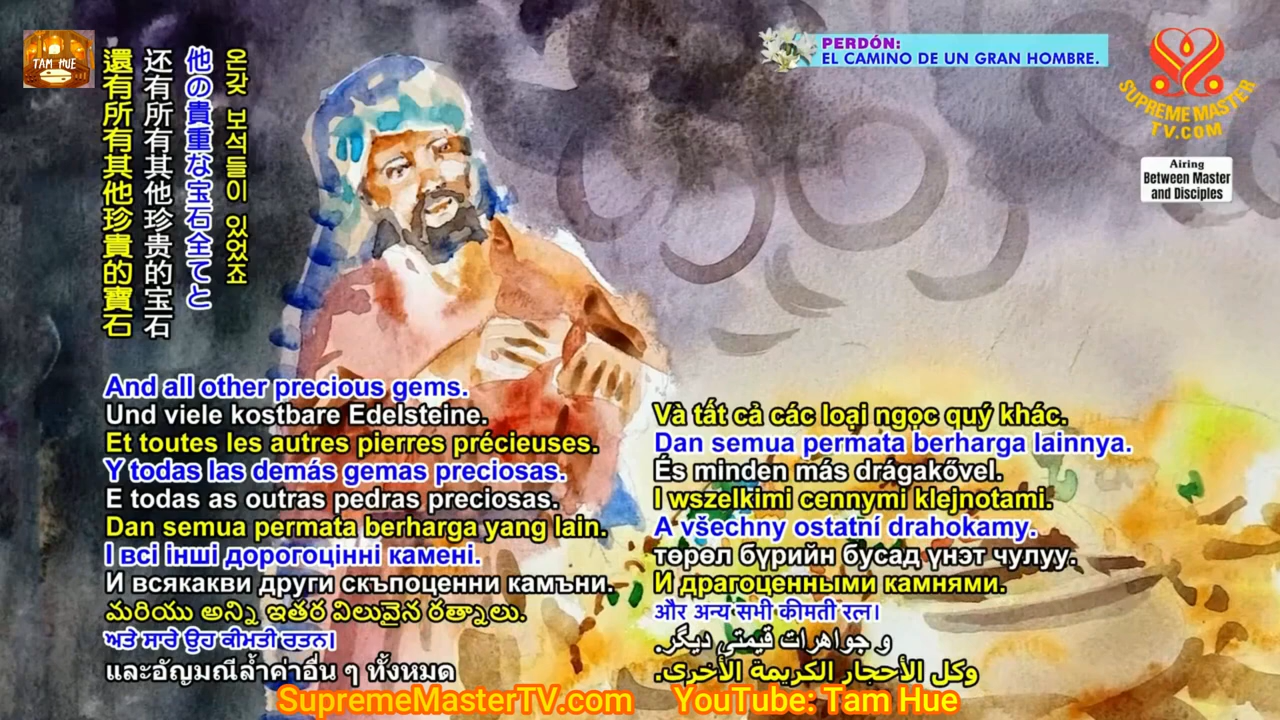 TAM HUE
還有所有其他珍貴的寶石
还有所有其他珍贵的宝石
他の貴重な宝石全てと
온갖 보석들이 있었죠
PERDÓN:
EL CAMINO DE UN GRAN HOMBRE.
SUPREME MASTER
TV.COM
Airing
Between Master
and Disciples
And all other precious gems.
Und viele kostbare Edelsteine.
Et toutes les autres pierres précieuses.
Y todas las demás gemas preciosas.
E todas as outras pedras preciosas.
Dan semua permata berharga yang lain.
І всі інші дорогоцінні камені.
И всякакви други скъпоценни камъни.
మరియు అన్ని ఇతర విలువైన రత్నాలు.
ਅਤੇ ਸਾਰੇ ਉਹ ਕੀਮਤੀ ਰਤਨ।
และอัญมณีล้ำค่าอื่น ๆ ทั้งหมด
Và tất cả các loại ngọc quý khác.
Dan semua permata berharga lainnya.
És minden más drágakővel.
I wszelkimi cennymi klejnotami.
A všechny ostatní drahokamy.
төрөл бүрийн бусад үнэт чулуу.
И драгоценными камнями.
और अन्य सभी कीमती रत्न।
و جواهرات قیمتی دیگر.
وكل الأحجار الكريمة الأخرى.
SupremeMasterTV.com YouTube: Tam Hue